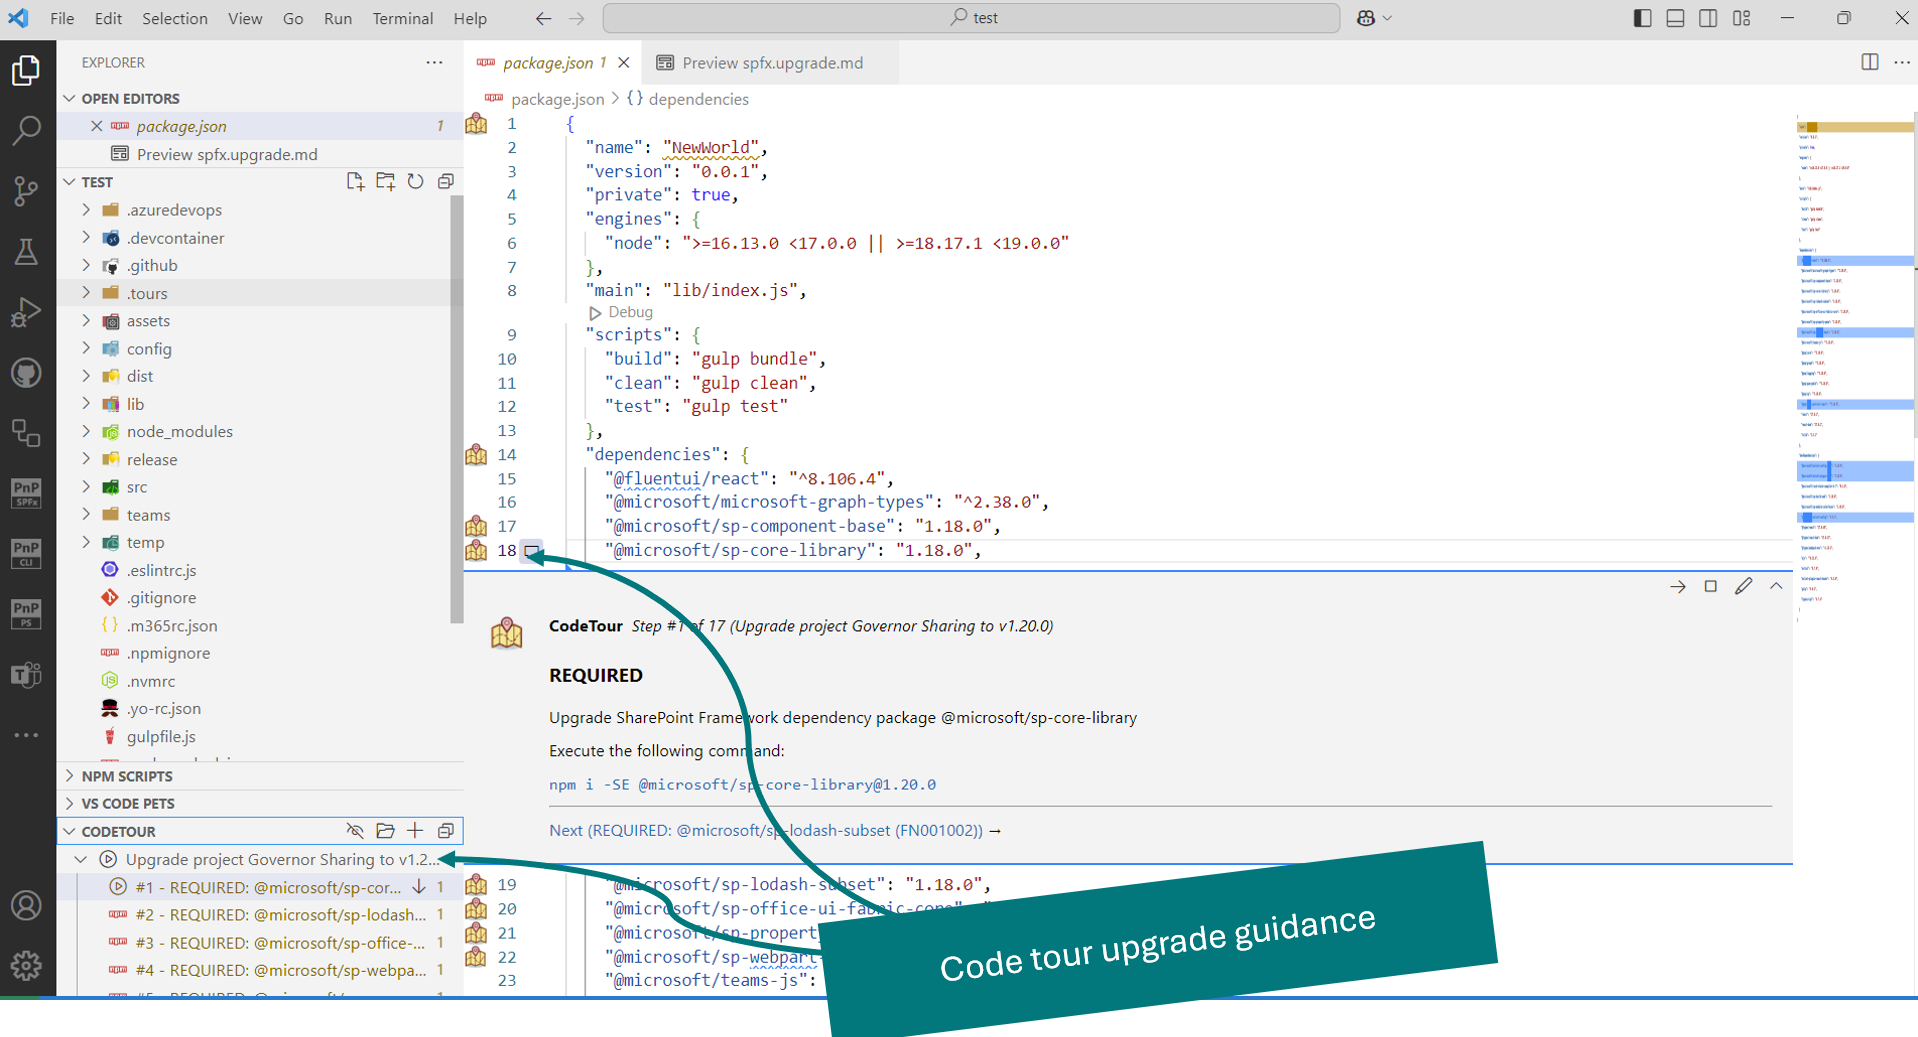 File Edit Selection View Go Run Terminal Help
test
EXPLORER
OPEN EDITORS
package.json 1
Preview spfx.upgrade.md
TEST
.azuredevops
.devcontainer
.github
.tours
assets
config
dist
lib
node_modules
release
src
teams
temp
.eslintrc.js
.gitignore
.m365rc.json
.npmignore
.nvmrc
.yo-rc.json
gulpfile.js
NPM SCRIPTS
VS CODE PETS
CODETOUR
Upgrade project Governor Sharing to v1.2...
#1 - REQUIRED: @microsoft/sp-cor... 1
#2 - REQUIRED: @microsoft/sp-lodash... 1
#3 - REQUIRED: @microsoft/sp-office-... 1
#4 - REQUIRED: @microsoft/sp-webpa... 1
PnP SPFx
PnP CLI
PnP PS
package.json 1
Preview spfx.upgrade.md
package.json > {} dependencies
1 {
2 "name": "NewWorld",
3 "version": "0.0.1",
4 "private": true,
5 "engines": {
6 "node": ">=16.13.0 <17.0.0 || >=18.17.1 <19.0.0"
7 },
8 "main": "lib/index.js",
Debug
9 "scripts": {
10 "build": "gulp bundle",
11 "clean": "gulp clean",
12 "test": "gulp test"
13 },
14 "dependencies": {
15 "@fluentui/react": "^8.106.4",
16 "@microsoft/microsoft-graph-types": "^2.38.0",
17 "@microsoft/sp-component-base": "1.18.0",
18 "@microsoft/sp-core-library": "1.18.0",
CodeTour Step #1 of 17 (Upgrade project Governor Sharing to v1.20.0)
REQUIRED
Upgrade SharePoint Framework dependency package @microsoft/sp-core-library
Execute the following command:
npm i -SE @microsoft/sp-core-library@1.20.0
Next (REQUIRED: @microsoft/sp-lodash-subset (FN001002)) →
19 "@microsoft/sp-lodash-subset": "1.18.0",
20 "@microsoft/sp-office-ui-fabric-core"
21 "@microsoft/sp-property
22 "@microsoft/sp-webpart-
23 "@microsoft/teams-js":
Code tour upgrade guidance